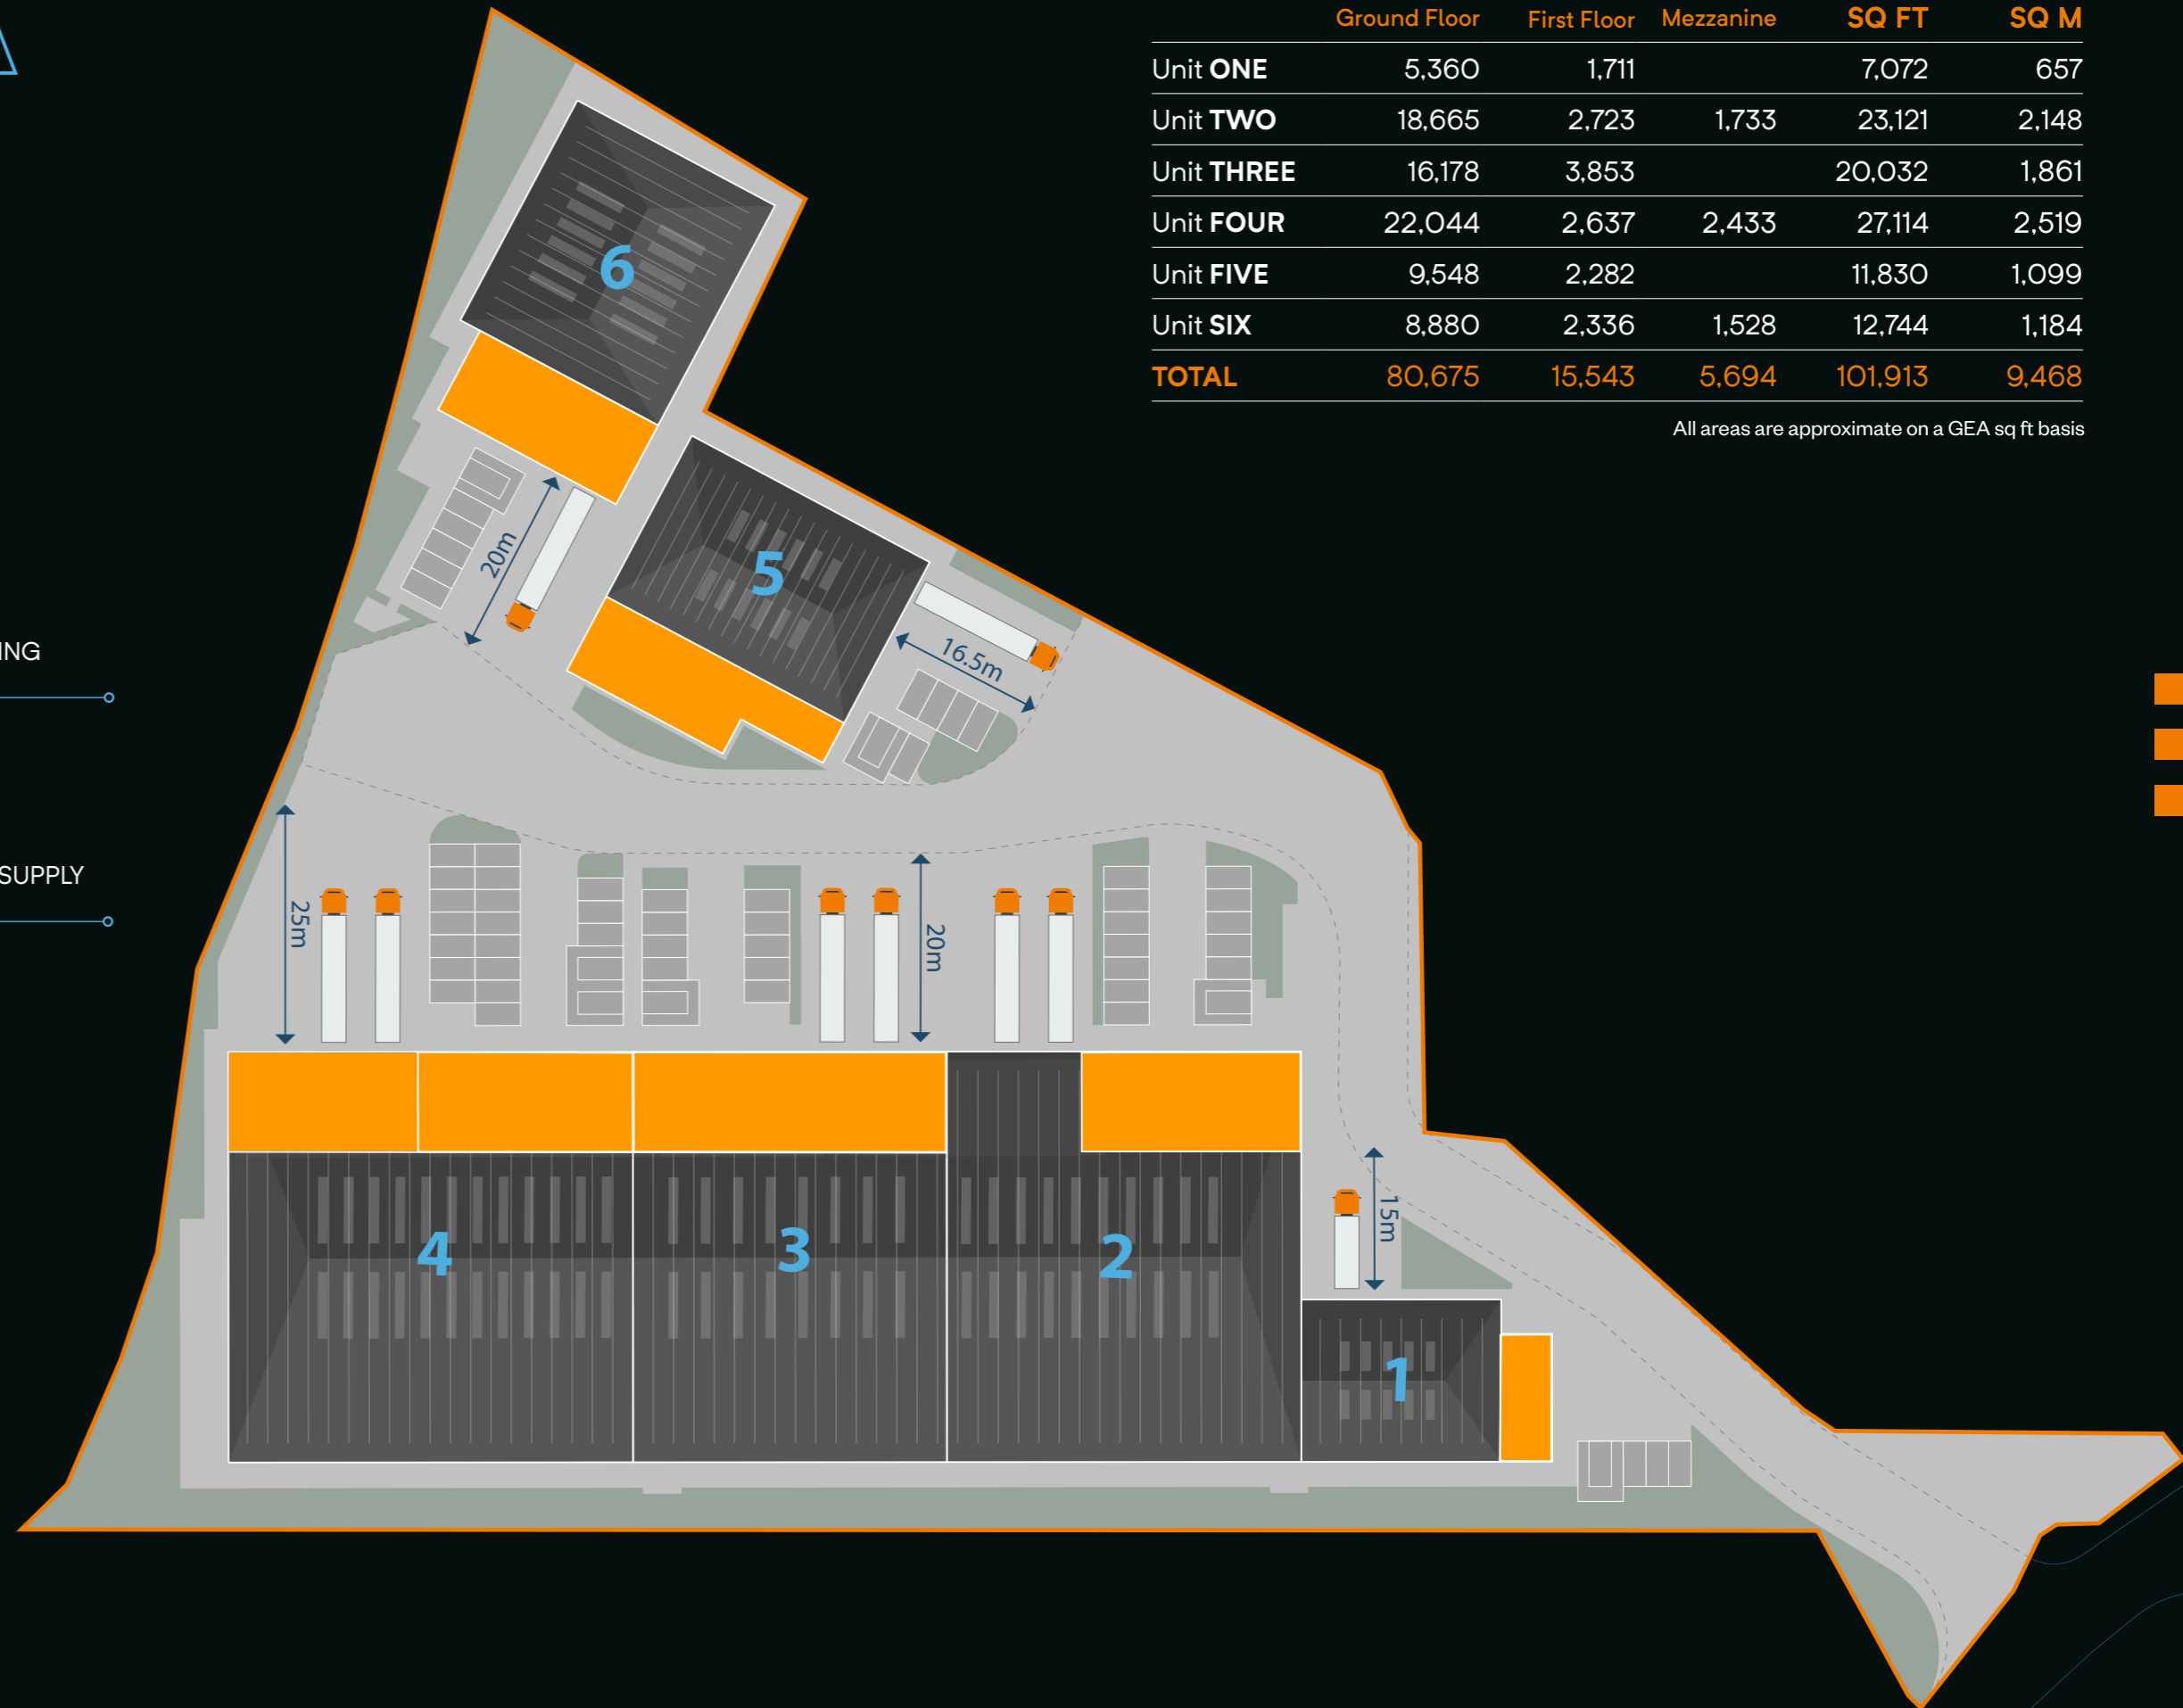 Ground Floor First Floor Mezzanine SQ FT SQ M
Unit ONE 5,360 1,711 7,072 657
Unit TWO 18,665 2,723 1,733 23,121 2,148
Unit THREE 16,178 3,853 20,032 1,861
Unit FOUR 22,044 2,637 2,433 27,114 2,519
Unit FIVE 9,548 2,282 11,830 1,099
Unit SIX 8,880 2,336 1,528 12,744 1,184
TOTAL 80,675 15,543 5,694 101,913 9,468
All areas are approximate on a GEA sq ft basis
6
20m
5
16.5m
ING
SUPPLY
25m
20m
15m
4
3
2
1